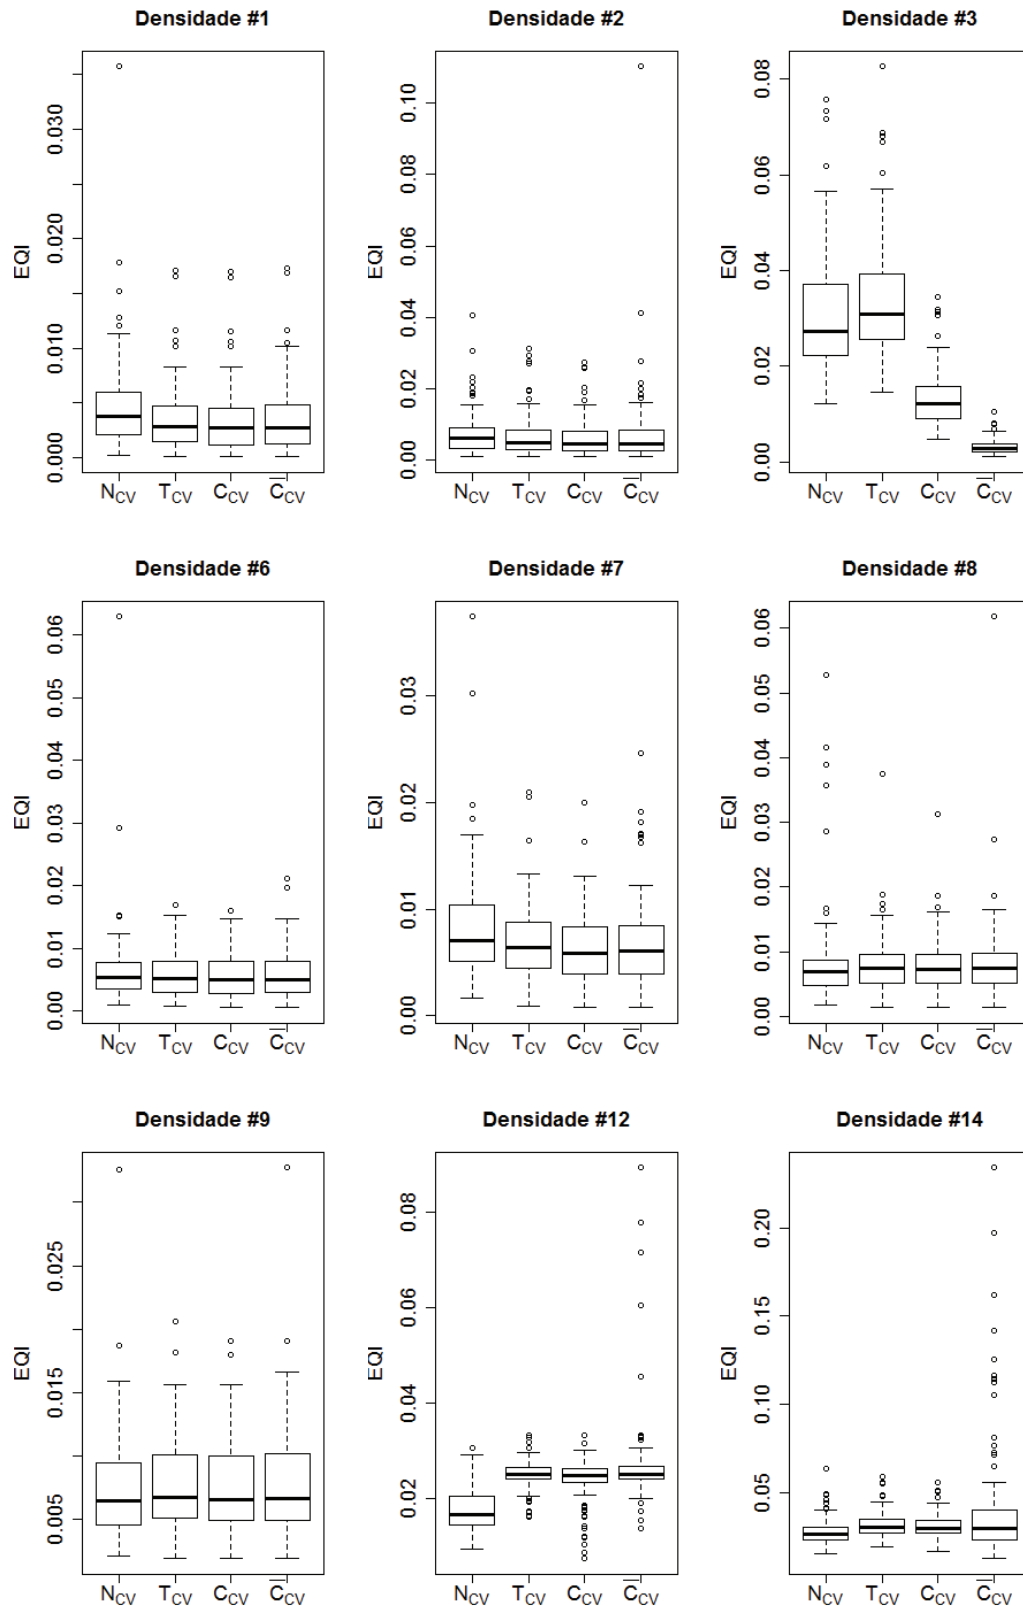 Densidade #1
EQI
0.000 0.010 0.020 0.030
N_CV T_CV C_CV C̅_CV
Densidade #2
EQI
0.00 0.02 0.04 0.06 0.08 0.10
N_CV T_CV C_CV C̅_CV
Densidade #3
EQI
0.00 0.02 0.04 0.06 0.08
N_CV T_CV C_CV C̅_CV
Densidade #6
EQI
0.00 0.01 0.02 0.03 0.04 0.05 0.06
N_CV T_CV C_CV C̅_CV
Densidade #7
EQI
0.00 0.01 0.02 0.03
N_CV T_CV C_CV C̅_CV
Densidade #8
EQI
0.00 0.01 0.02 0.03 0.04 0.05 0.06
N_CV T_CV C_CV C̅_CV
Densidade #9
EQI
0.005 0.015 0.025
N_CV T_CV C_CV C̅_CV
Densidade #12
EQI
0.02 0.04 0.06 0.08
N_CV T_CV C_CV C̅_CV
Densidade #14
EQI
0.05 0.10 0.15 0.20
N_CV T_CV C_CV C̅_CV